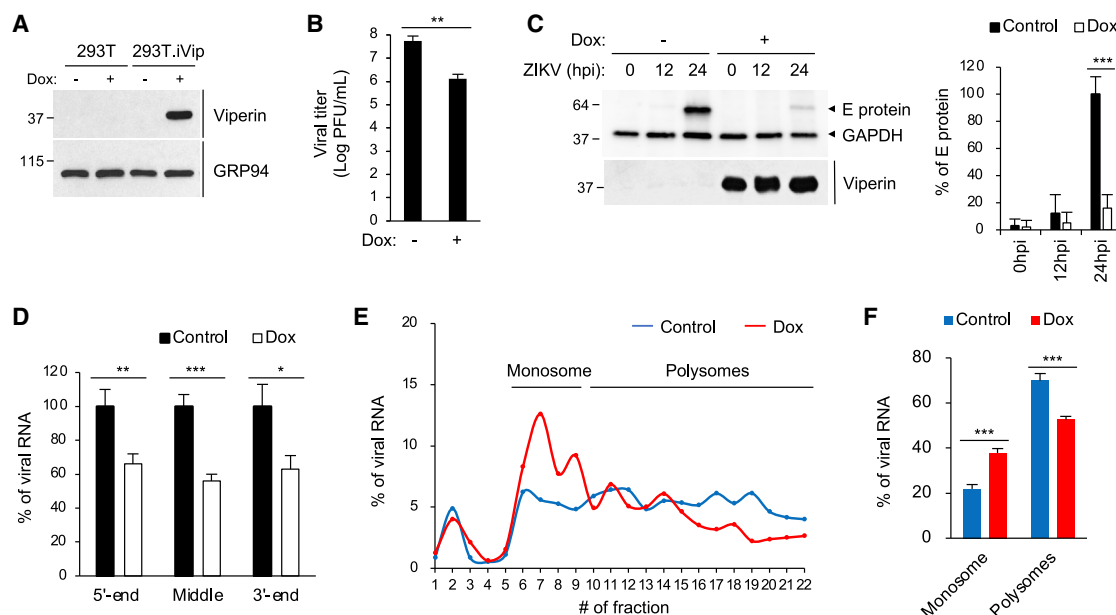 A
293T 293T.iVip
Dox: - + - +
37 Viperin
115 GRP94
B
**
Viral titer
(Log PFU/mL)
8
7
6
5
4
3
2
1
0
Dox: - +
C
Dox: - +
ZIKV (hpi): 0 12 24 0 12 24
64 E protein
37 GAPDH
37 Viperin
Control Dox
% of E protein
***
120
100
80
60
40
20
0
0hpi 12hpi 24hpi
D
Control Dox
% of viral RNA
120
100
80
60
40
20
0
** *** *
5'-end Middle 3'-end
E
Control Dox
Monosome Polysomes
% of viral RNA
20
15
10
5
0
1 2 3 4 5 6 7 8 9 10 11 12 13 14 15 16 17 18 19 20 21 22
# of fraction
F
Control Dox
% of viral RNA
80
60
40
20
0
*** ***
Monosome Polysomes